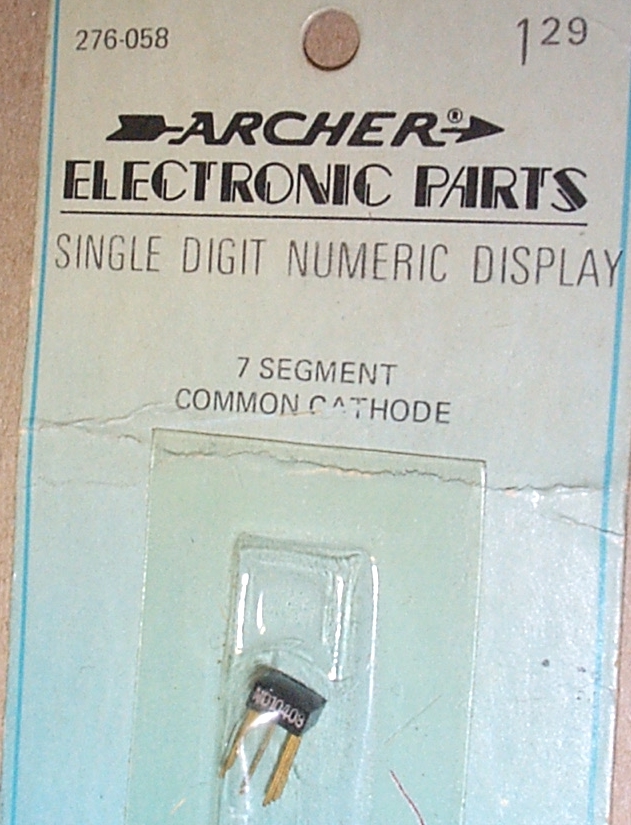 276-058
1 29
ARCHER®
ELECTRONIC PARTS
SINGLE DIGIT NUMERIC DISPLAY
7 SEGMENT
COMMON CATHODE